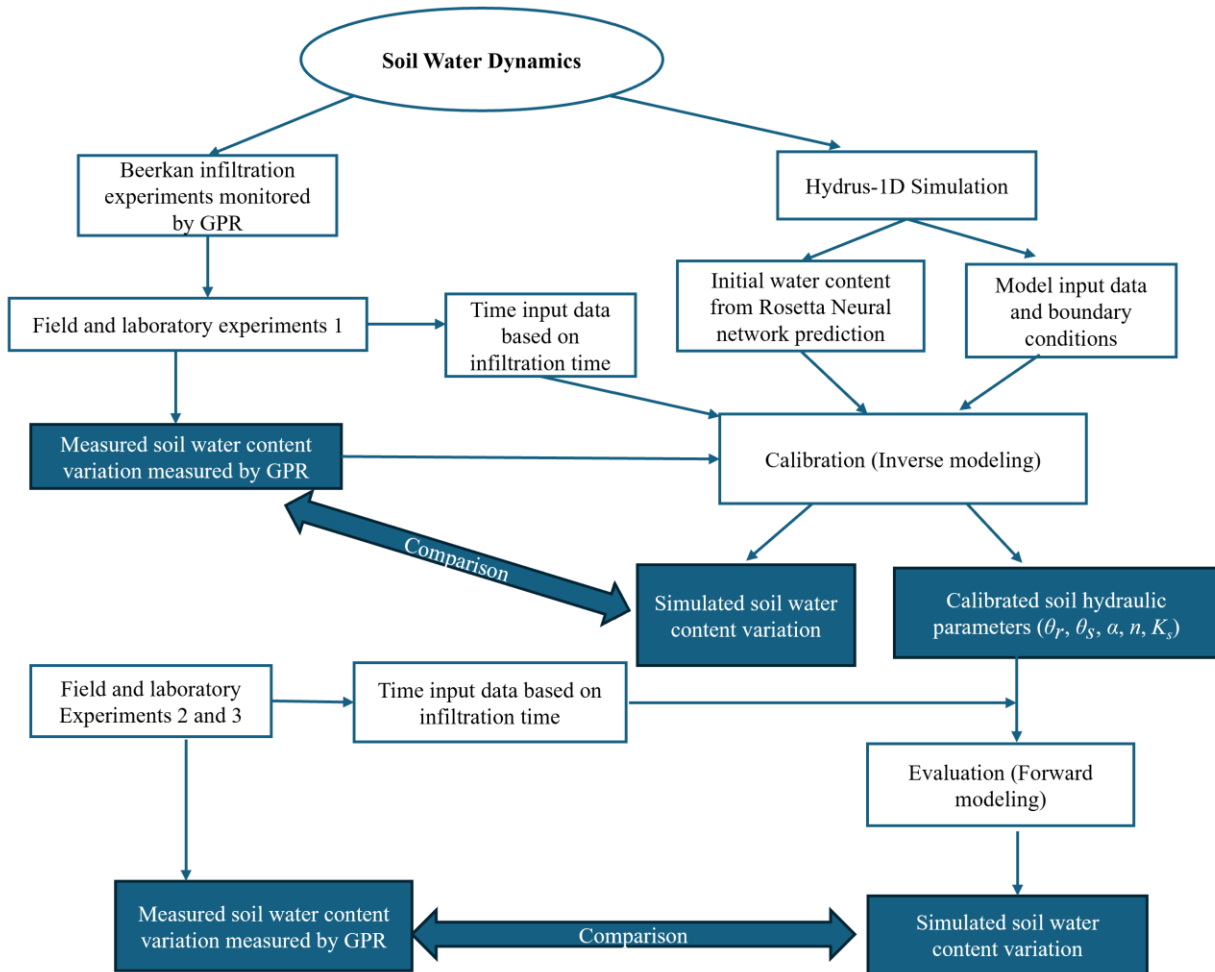 Soil Water Dynamics
Beerkan infiltration
experiments monitored
by GPR
Hydrus-1D Simulation
Initial water content
from Rosetta Neural
network prediction
Model input data
and boundary
conditions
Field and laboratory experiments 1
Time input data
based on
infiltration time
Measured soil water content
variation measured by GPR
Calibration (Inverse modeling)
Comparison
Simulated soil water
content variation
Calibrated soil hydraulic
parameters (θr, θs, α, n, Ks)
Field and laboratory
Experiments 2 and 3
Time input data based on
infiltration time
Evaluation (Forward
modeling)
Measured soil water content
variation measured by GPR
Comparison
Simulated soil water
content variation